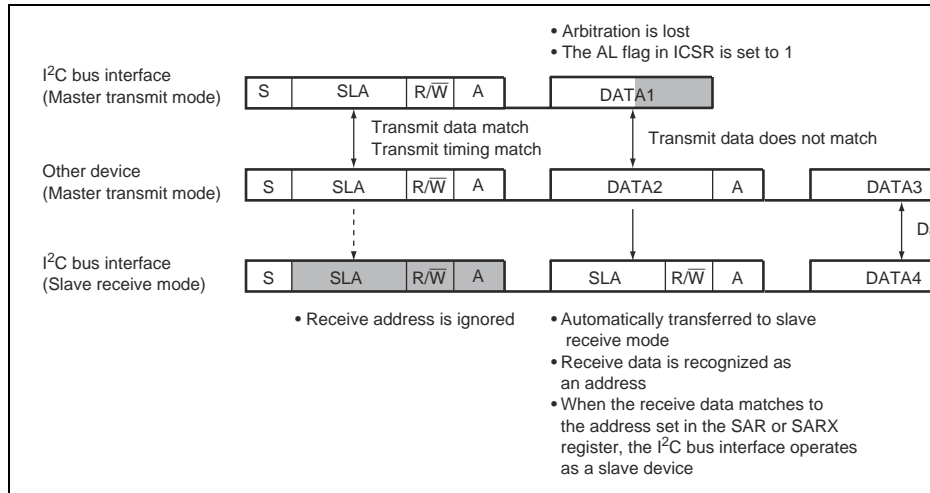 • Arbitration is lost
• The AL flag in ICSR is set to 1
I²C bus interface
(Master transmit mode)
S SLA R/W̅ A DATA1
Transmit data match
Transmit timing match
Transmit data does not match
Other device
(Master transmit mode)
S SLA R/W̅ A DATA2 A DATA3
I²C bus interface
(Slave receive mode)
S SLA R/W̅ A SLA R/W̅ A DATA4
• Receive address is ignored
• Automatically transferred to slave
receive mode
• Receive data is recognized as
an address
• When the receive data matches to
the address set in the SAR or SARX
register, the I²C bus interface operates
as a slave device